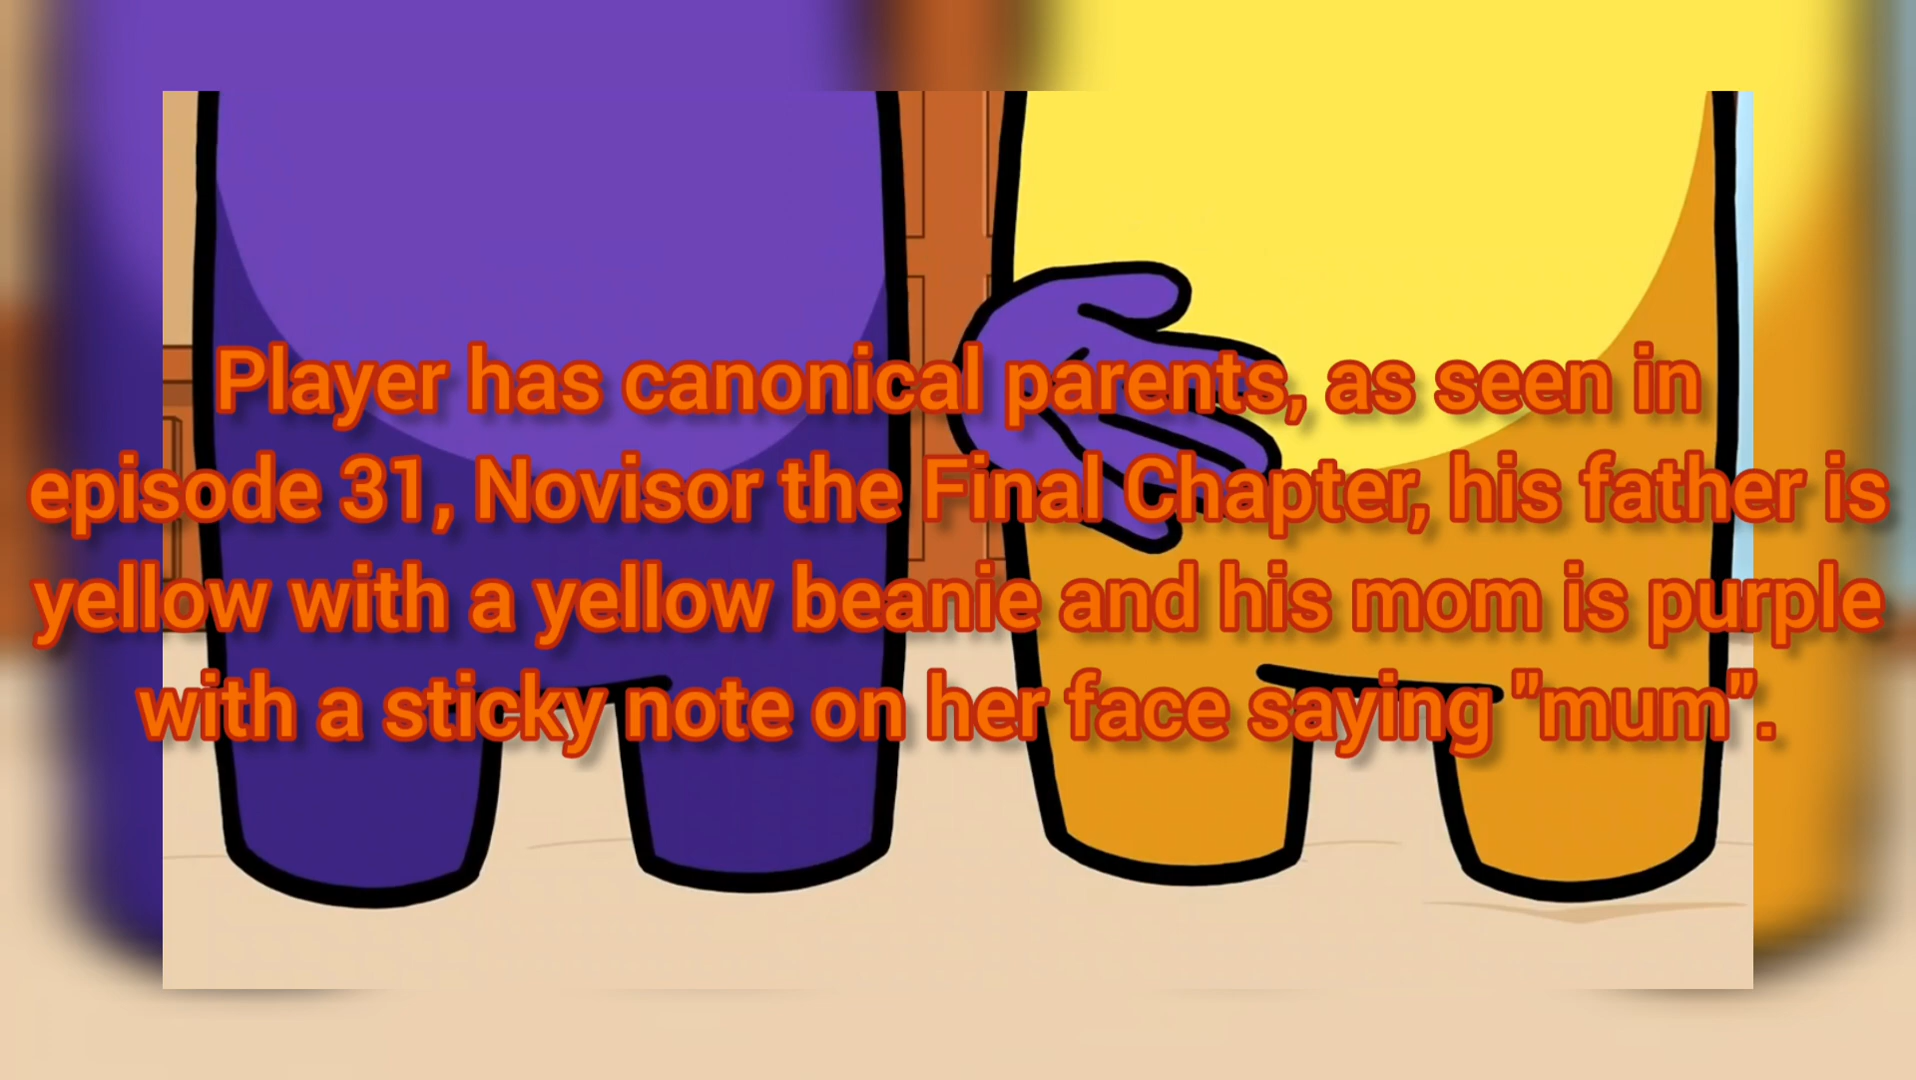 Player has canonical parents, as seen in
episode 31, Novisor the Final Chapter, his father is
yellow with a yellow beanie and his mom is purple
with a sticky note on her face saying "mum".